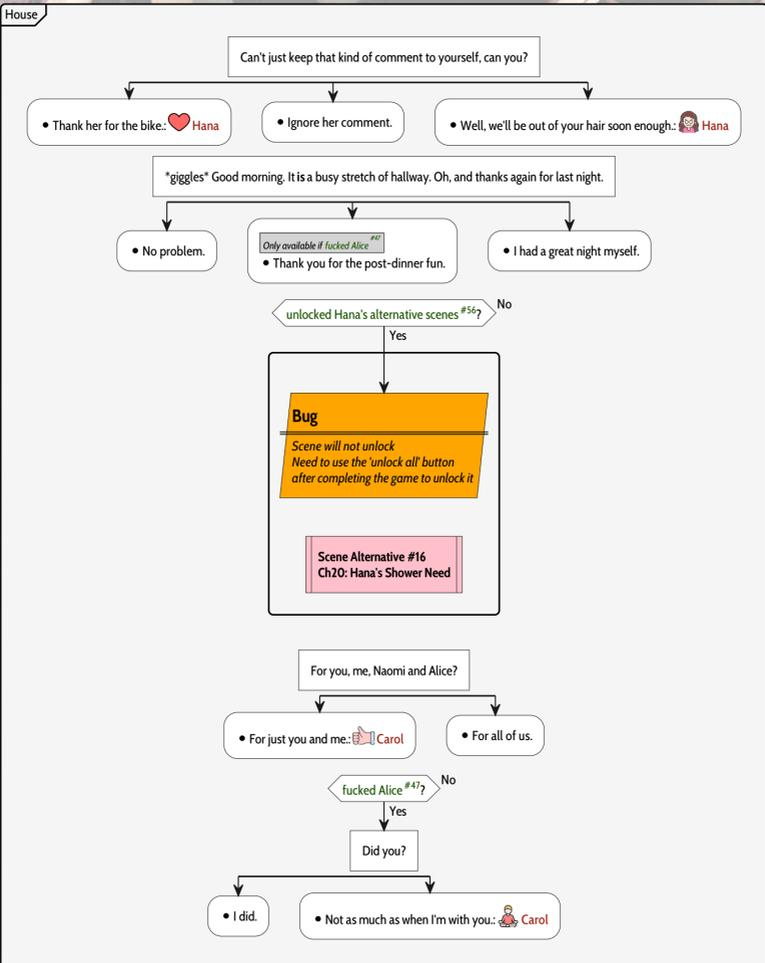 House
Can't just keep that kind of comment to yourself, can you?
• Thank her for the bike.: Hana
• Ignore her comment.
• Well, we'll be out of your hair soon enough.: Hana
*giggles* Good morning. It is a busy stretch of hallway. Oh, and thanks again for last night.
• No problem.
Only available if fucked Alice #47
• Thank you for the post-dinner fun.
• I had a great night myself.
unlocked Hana's alternative scenes #56?
No
Yes
Bug
Scene will not unlock
Need to use the 'unlock all' button
after completing the game to unlock it
Scene Alternative #16
Ch20: Hana's Shower Need
For you, me, Naomi and Alice?
• For just you and me.: Carol
• For all of us.
fucked Alice #47?
No
Yes
Did you?
• I did.
• Not as much as when I'm with you.: Carol